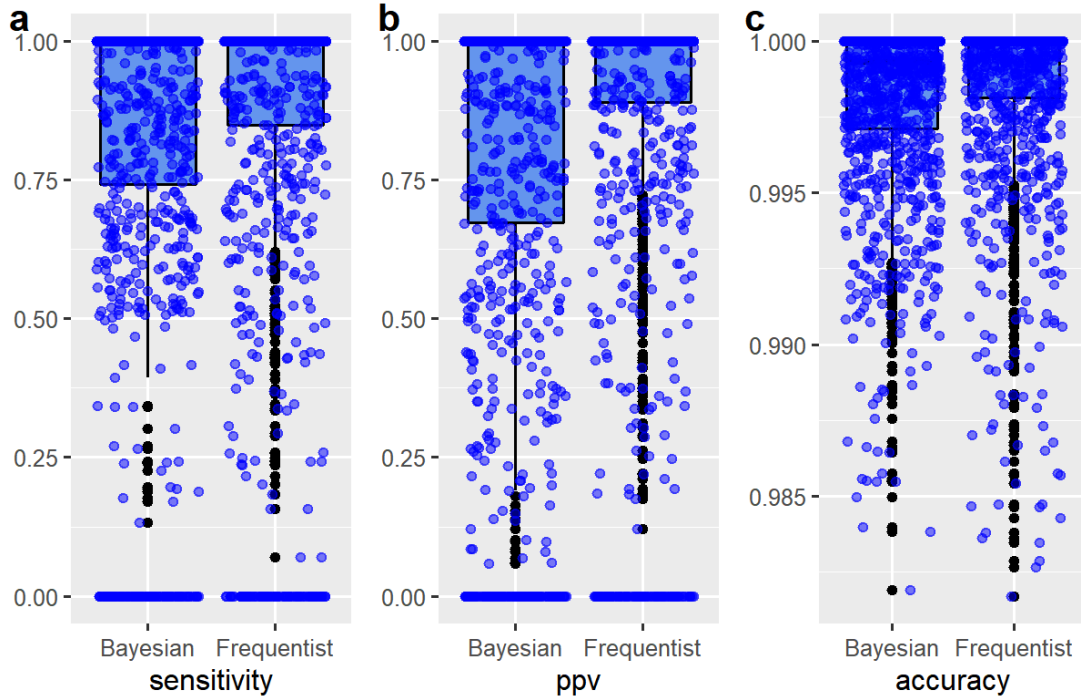 a
b
c
1.00
0.75
0.50
0.25
0.00
1.00
0.75
0.50
0.25
0.00
1.000
0.995
0.990
0.985
Bayesian Frequentist
Bayesian Frequentist
Bayesian Frequentist
sensitivity
ppv
accuracy